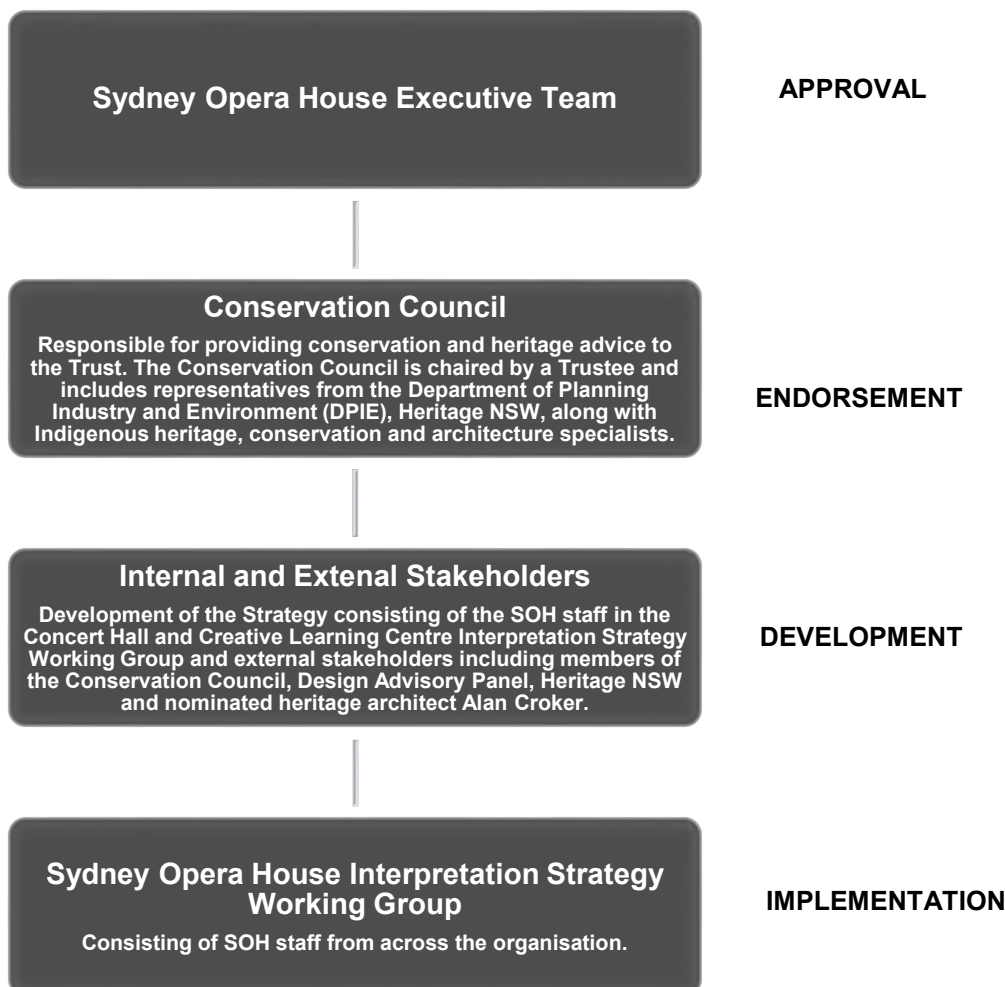 Sydney Opera House Executive Team
APPROVAL
Conservation Council
Responsible for providing conservation and heritage advice to
the Trust. The Conservation Council is chaired by a Trustee and
includes representatives from the Department of Planning
Industry and Environment (DPIE), Heritage NSW, along with
Indigenous heritage, conservation and architecture specialists.
ENDORSEMENT
Internal and Extenal Stakeholders
Development of the Strategy consisting of the SOH staff in the
Concert Hall and Creative Learning Centre Interpretation Strategy
Working Group and external stakeholders including members of
the Conservation Council, Design Advisory Panel, Heritage NSW
and nominated heritage architect Alan Croker.
DEVELOPMENT
Sydney Opera House Interpretation Strategy
Working Group
Consisting of SOH staff from across the organisation.
IMPLEMENTATION